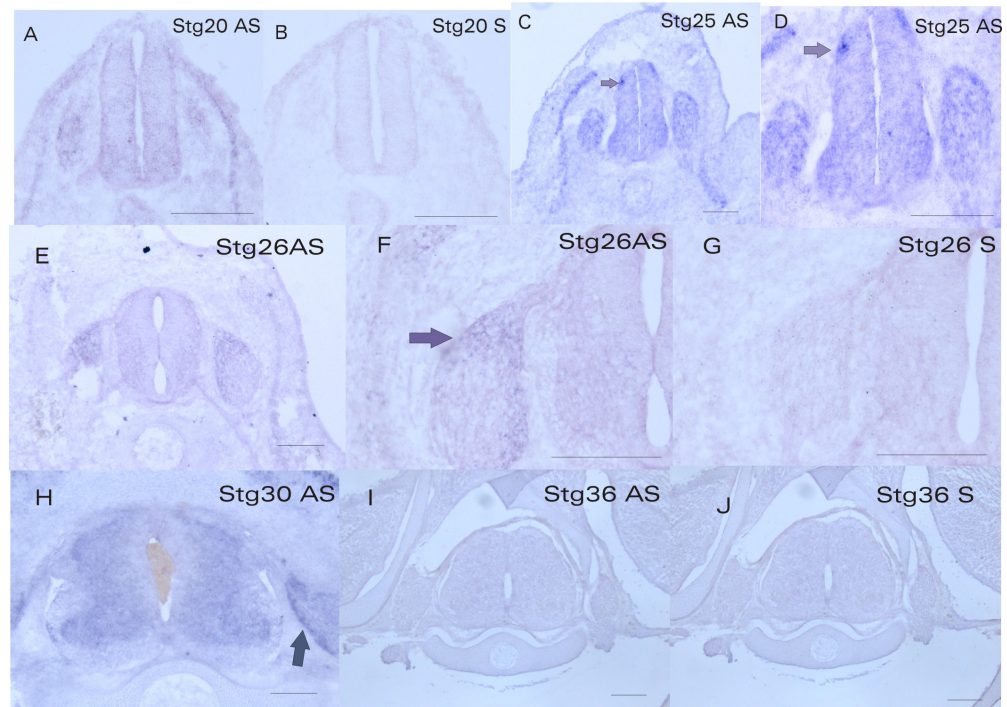 A Stg20 AS
B Stg20 S
C Stg25 AS
D Stg25 AS
E Stg26AS
F Stg26AS
G Stg26 S
H Stg30 AS
I Stg36 AS
J Stg36 S